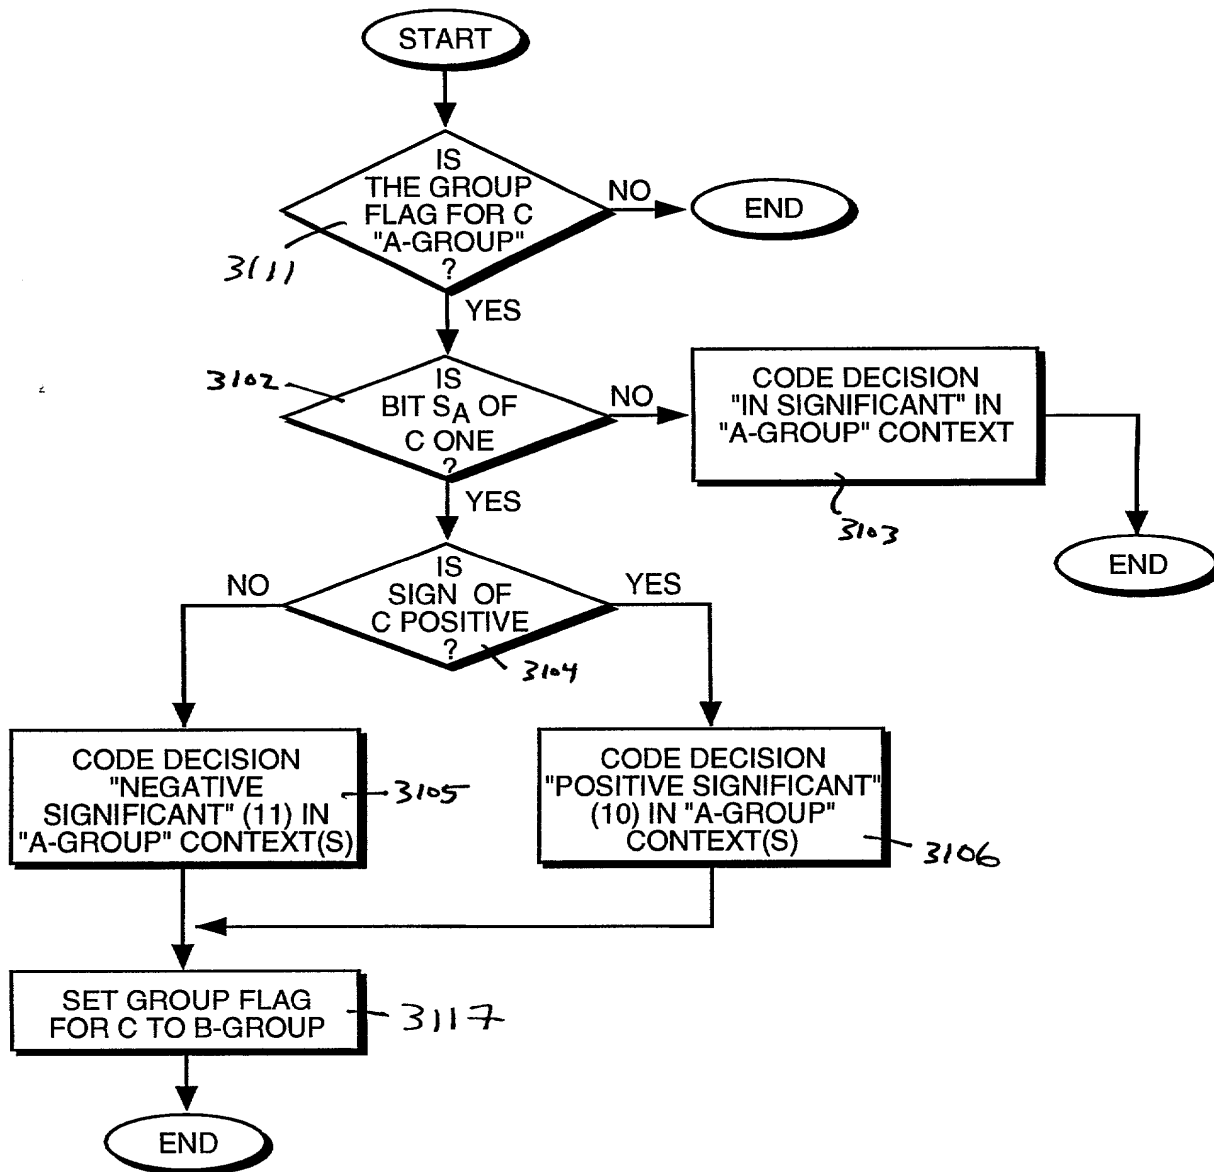 START
IS
THE GROUP
FLAG FOR C
"A-GROUP"
?
NO
END
3111
YES
3102
IS
BIT SA OF
C ONE
?
NO
CODE DECISION
"IN SIGNIFICANT" IN
"A-GROUP" CONTEXT
3103
END
YES
IS
SIGN OF
C POSITIVE
?
NO
YES
3104
CODE DECISION
"NEGATIVE
SIGNIFICANT" (11) IN
"A-GROUP" CONTEXT(S)
3105
CODE DECISION
"POSITIVE SIGNIFICANT"
(10) IN "A-GROUP"
CONTEXT(S)
3106
SET GROUP FLAG
FOR C TO B-GROUP
3117
END